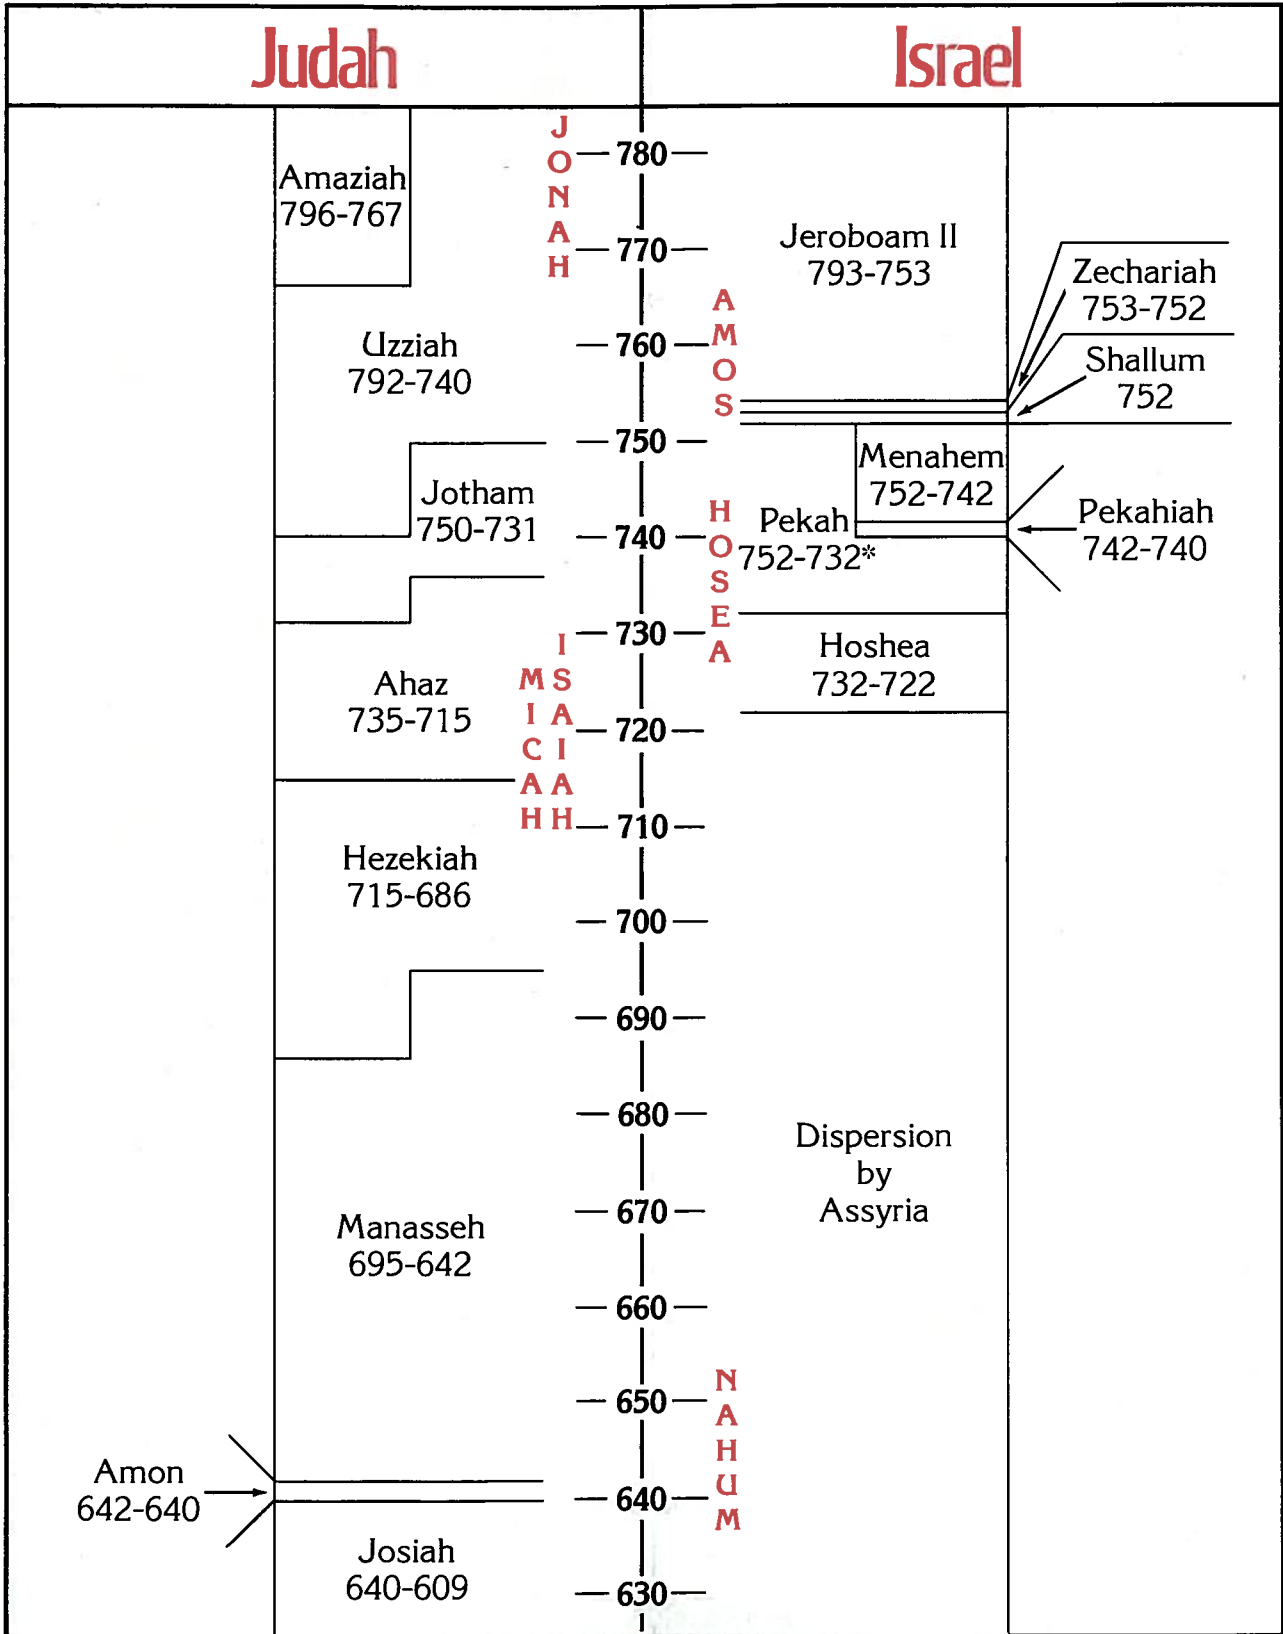 Judah
Israel
Amaziah
796-767
Uzziah
792-740
Jotham
750-731
Ahaz
735-715
Hezekiah
715-686
Manasseh
695-642
Amon
642-640
Josiah
640-609
JONAH
MICAH
ISAIAH
780
770
760
750
740
730
720
710
700
690
680
670
660
650
640
630
AMOS
HOSEA
NAHUM
Jeroboam II
793-753
Zechariah
753-752
Shallum
752
Menahem
752-742
Pekah
752-732*
Pekahiah
742-740
Hoshea
732-722
Dispersion
by
Assyria